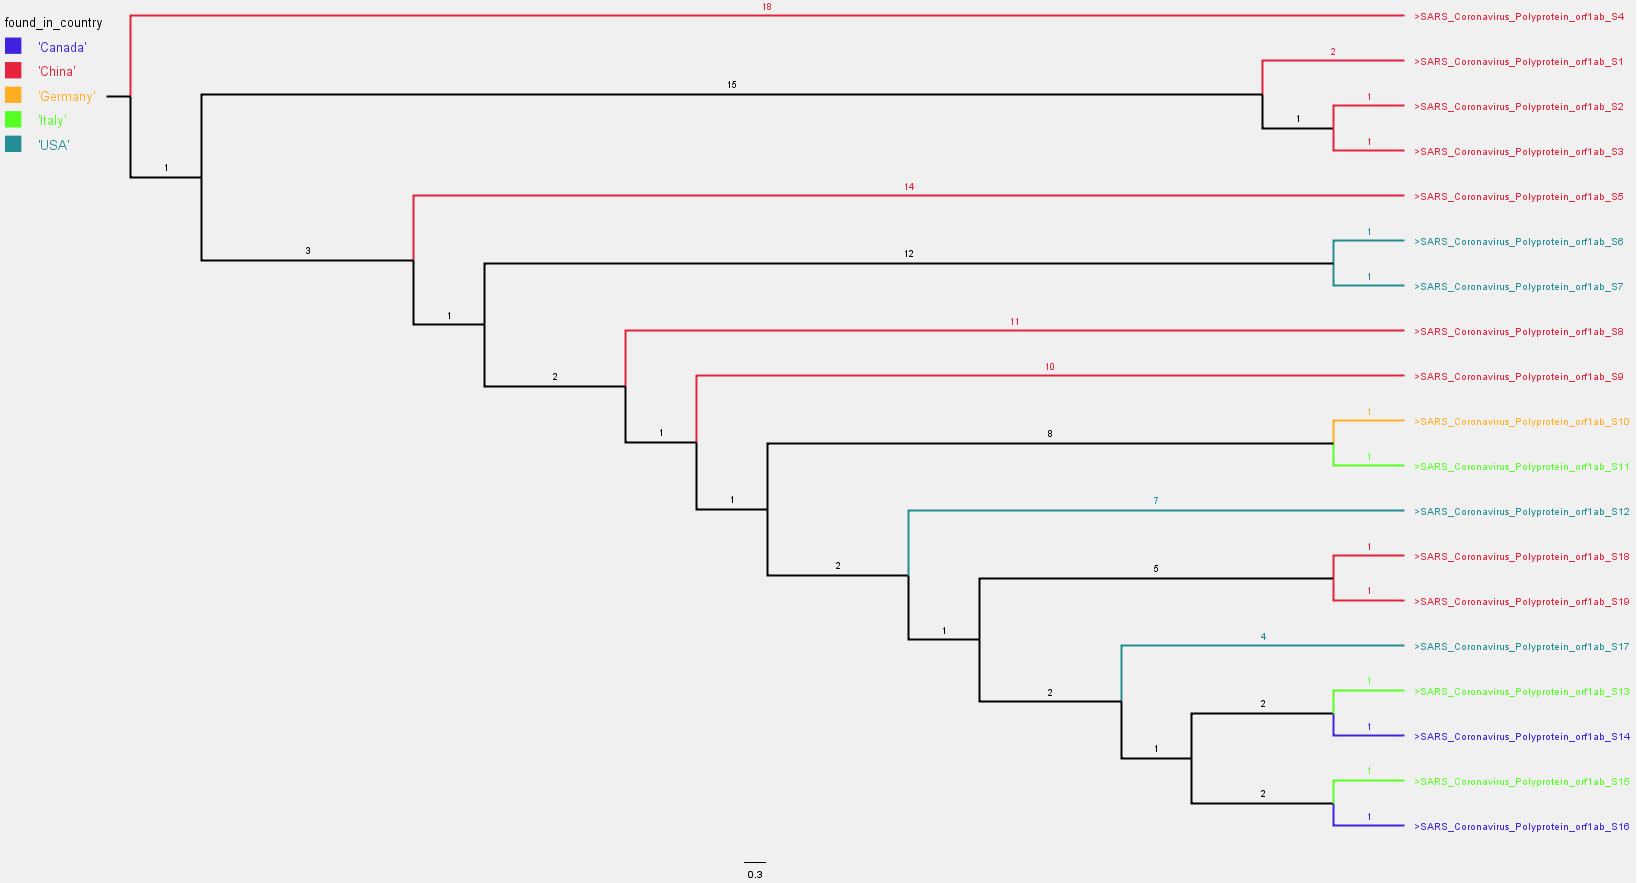 found_in_country
'Canada'
'China'
'Germany'
'Italy'
'USA'
18
>SARS_Coronavirus_Polyprotein_orf1ab_S4
2
>SARS_Coronavirus_Polyprotein_orf1ab_S1
15
1
>SARS_Coronavirus_Polyprotein_orf1ab_S2
1
1
>SARS_Coronavirus_Polyprotein_orf1ab_S3
1
14
>SARS_Coronavirus_Polyprotein_orf1ab_S5
1
>SARS_Coronavirus_Polyprotein_orf1ab_S6
3
12
1
>SARS_Coronavirus_Polyprotein_orf1ab_S7
1
11
>SARS_Coronavirus_Polyprotein_orf1ab_S8
2
10
>SARS_Coronavirus_Polyprotein_orf1ab_S9
1
>SARS_Coronavirus_Polyprotein_orf1ab_S10
1
8
1
>SARS_Coronavirus_Polyprotein_orf1ab_S11
1
7
>SARS_Coronavirus_Polyprotein_orf1ab_S12
1
>SARS_Coronavirus_Polyprotein_orf1ab_S18
2
5
1
>SARS_Coronavirus_Polyprotein_orf1ab_S19
1
4
>SARS_Coronavirus_Polyprotein_orf1ab_S17
1
>SARS_Coronavirus_Polyprotein_orf1ab_S13
2
2
1
>SARS_Coronavirus_Polyprotein_orf1ab_S14
1
1
>SARS_Coronavirus_Polyprotein_orf1ab_S15
2
1
>SARS_Coronavirus_Polyprotein_orf1ab_S16
0.3